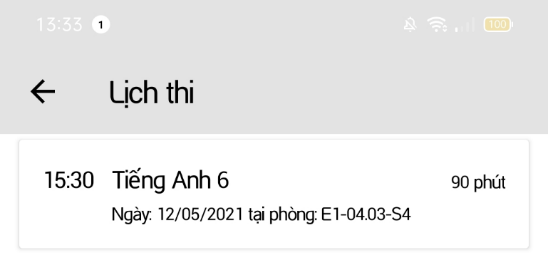 13:33 1 100
Lịch thi
15:30 Tiếng Anh 6 90 phút
Ngày: 12/05/2021 tại phòng: E1-04.03-S4